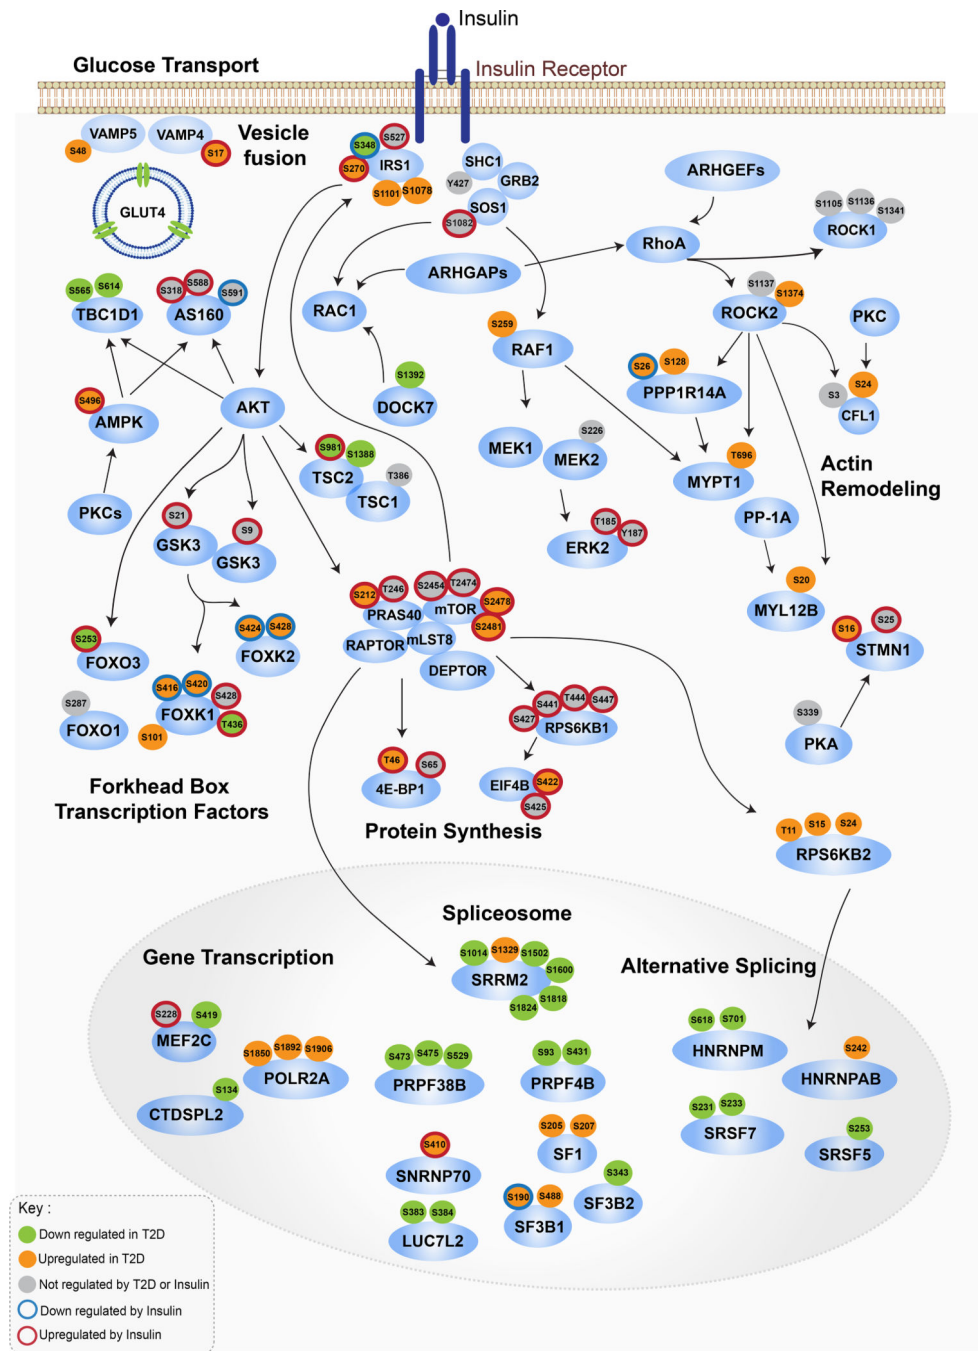 Insulin
Glucose Transport
Insulin Receptor
VAMP5
VAMP4
S48
S17
Vesicle
fusion
GLUT4
S348
S527
S270
IRS1
S1101
S1078
SHC1
Y427
GRB2
SOS1
S1082
ARHGEFs
S1105
S1136
S1341
ROCK1
RhoA
ARHGAPs
RAC1
S565
S614
TBC1D1
S318
S588
S591
AS160
S1137
S1374
ROCK2
PKC
S259
RAF1
S26
S128
PPP1R14A
S3
S24
CFL1
S1392
DOCK7
S496
AMPK
AKT
S981
S1388
TSC2
T386
TSC1
MEK1
S226
MEK2
T696
MYPT1
Actin
Remodeling
PKCs
S21
GSK3
S9
GSK3
T185
Y187
ERK2
PP-1A
S20
MYL12B
S212
T246
S2454
T2474
S2478
S2481
PRAS40
mTOR
RAPTOR
mLST8
DEPTOR
S16
S25
STMN1
S253
FOXO3
S424
S428
FOXK2
S287
FOXO1
S416
S420
S428
T436
S101
FOXK1
S427
S441
T444
S447
RPS6KB1
S339
PKA
T46
S65
4E-BP1
EIF4B
S422
S425
Forkhead Box
Transcription Factors
Protein Synthesis
T11
S15
S24
RPS6KB2
Spliceosome
Gene Transcription
Alternative Splicing
S1014
S1329
S1502
S1600
S1818
S1824
SRRM2
S228
S419
MEF2C
S1850
S1892
S1906
POLR2A
S134
CTDSPL2
S473
S475
S529
PRPF38B
S93
S431
PRPF4B
S618
S701
HNRNPM
S242
HNRNPAB
S231
S233
SRSF7
S253
SRSF5
S205
S207
SF1
S410
SNRNP70
S343
SF3B2
S190
S488
SF3B1
S383
S384
LUC7L2
Key :
Down regulated in T2D
Upregulated in T2D
Not regulated by T2D or Insulin
Down regulated by Insulin
Upregulated by Insulin